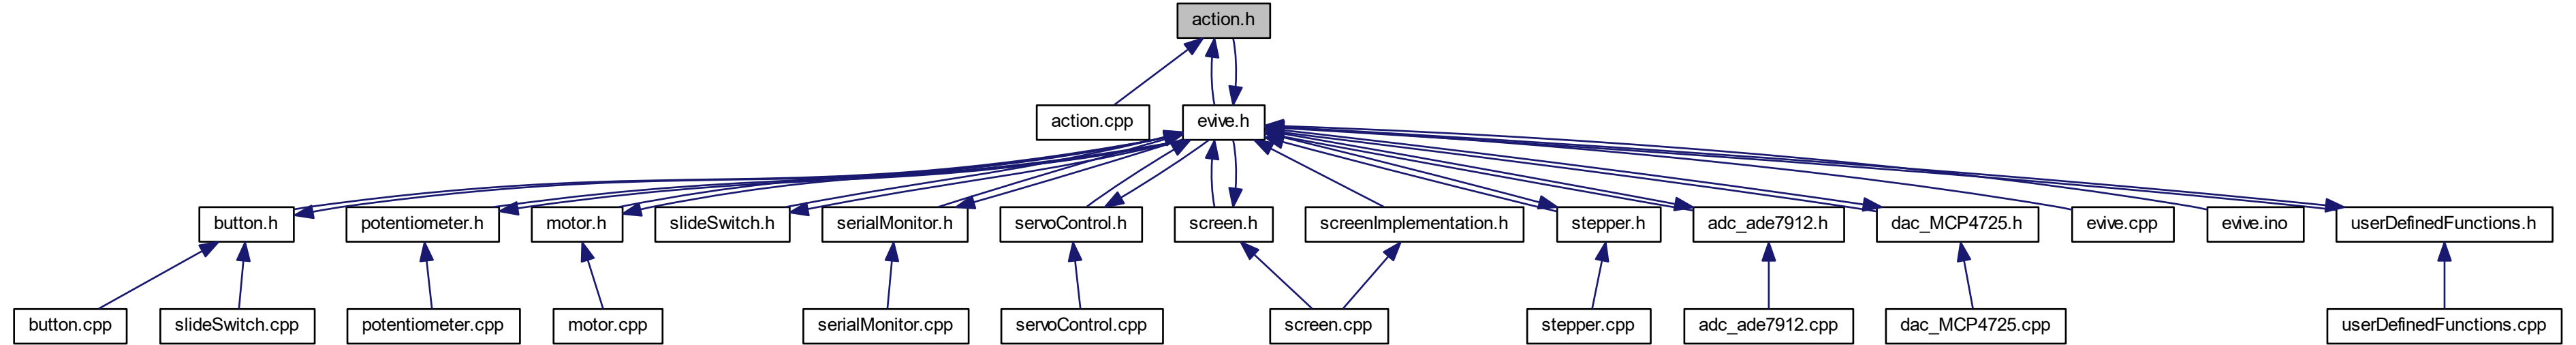 action.h
action.cpp
evive.h
button.h
potentiometer.h
motor.h
slideSwitch.h
serialMonitor.h
servoControl.h
screen.h
screenImplementation.h
stepper.h
adc_ade7912.h
dac_MCP4725.h
evive.cpp
evive.ino
userDefinedFunctions.h
button.cpp
slideSwitch.cpp
potentiometer.cpp
motor.cpp
serialMonitor.cpp
servoControl.cpp
screen.cpp
stepper.cpp
adc_ade7912.cpp
dac_MCP4725.cpp
userDefinedFunctions.cpp